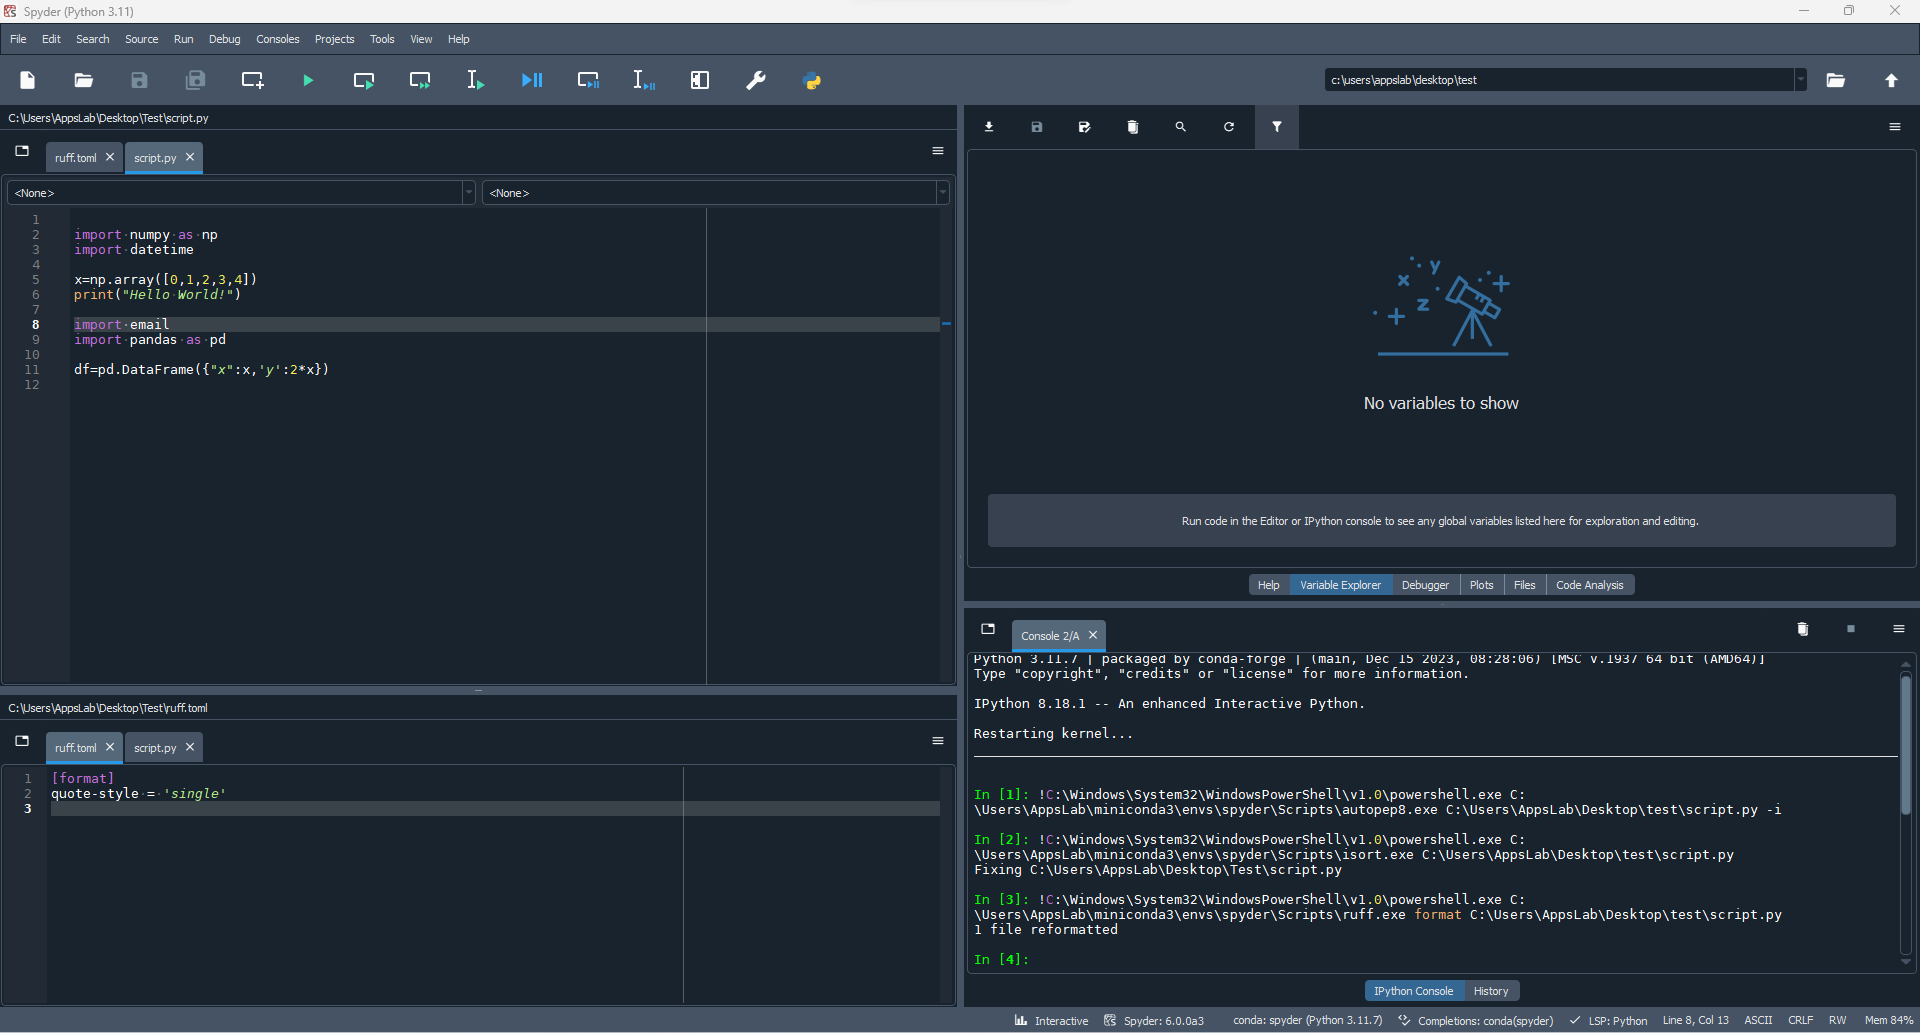 Spyder (Python 3.11)
File Edit Search Source Run Debug Consoles Projects Tools View Help
c:\users\appslab\desktop\test
C:\Users\AppsLab\Desktop\Test\script.py
ruff.toml script.py
<None> <None>
1
2 import numpy as np
3 import datetime
4
5 x=np.array([0,1,2,3,4])
6 print("Hello World!")
7
8 import email
9 import pandas as pd
10
11 df=pd.DataFrame({"x":x,'y':2*x})
12
C:\Users\AppsLab\Desktop\Test\ruff.toml
ruff.toml script.py
1 [format]
2 quote-style = 'single'
3
x y z
No variables to show
Run code in the Editor or IPython console to see any global variables listed here for exploration and editing.
Help Variable Explorer Debugger Plots Files Code Analysis
Console 2/A
Python 3.11.7 | packaged by conda-forge | (main, Dec 15 2023, 08:28:06) [MSC v.1937 64 bit (AMD64)]
Type "copyright", "credits" or "license" for more information.
IPython 8.18.1 -- An enhanced Interactive Python.
Restarting kernel...
In [1]: !C:\Windows\System32\WindowsPowerShell\v1.0\powershell.exe C:
\Users\AppsLab\miniconda3\envs\spyder\Scripts\autopep8.exe C:\Users\AppsLab\Desktop\test\script.py -i
In [2]: !C:\Windows\System32\WindowsPowerShell\v1.0\powershell.exe C:
\Users\AppsLab\miniconda3\envs\spyder\Scripts\isort.exe C:\Users\AppsLab\Desktop\test\script.py
Fixing C:\Users\AppsLab\Desktop\Test\script.py
In [3]: !C:\Windows\System32\WindowsPowerShell\v1.0\powershell.exe C:
\Users\AppsLab\miniconda3\envs\spyder\Scripts\ruff.exe format C:\Users\AppsLab\Desktop\test\script.py
1 file reformatted
In [4]:
IPython Console History
Interactive Spyder: 6.0.0a3 conda: spyder (Python 3.11.7) Completions: conda(spyder) LSP: Python Line 8, Col 13 ASCII CRLF RW Mem 84%